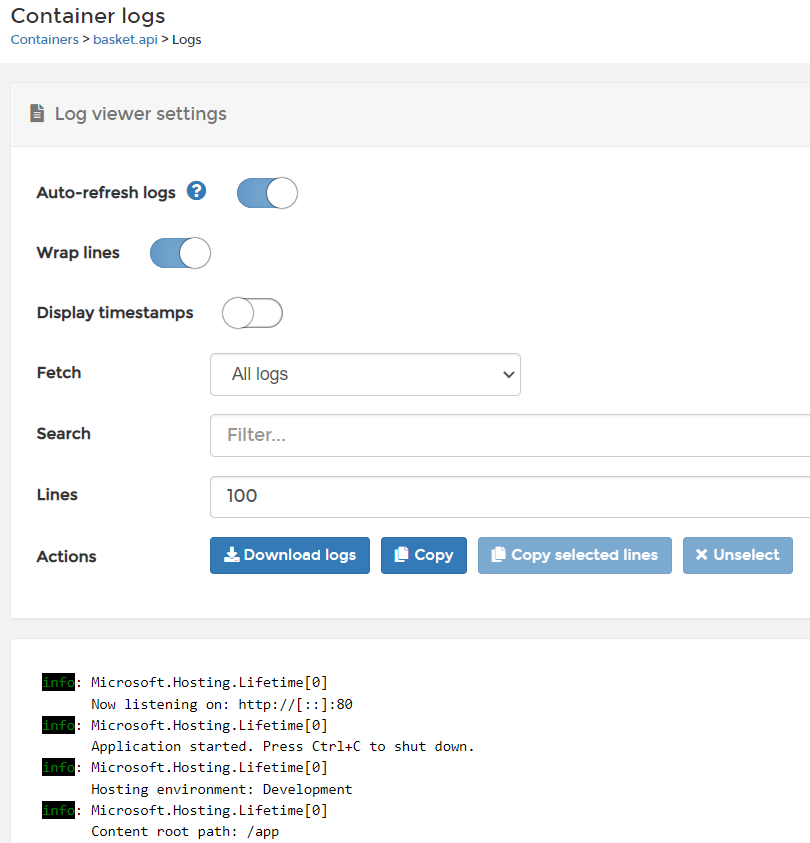 Container logs
Containers > basket.api > Logs
Log viewer settings
Auto-refresh logs ?
Wrap lines
Display timestamps
Fetch All logs
Search Filter...
Lines 100
Actions Download logs Copy Copy selected lines Unselect
info: Microsoft.Hosting.Lifetime[0]
Now listening on: http://[::]:80
info: Microsoft.Hosting.Lifetime[0]
Application started. Press Ctrl+C to shut down.
info: Microsoft.Hosting.Lifetime[0]
Hosting environment: Development
info: Microsoft.Hosting.Lifetime[0]
Content root path: /app